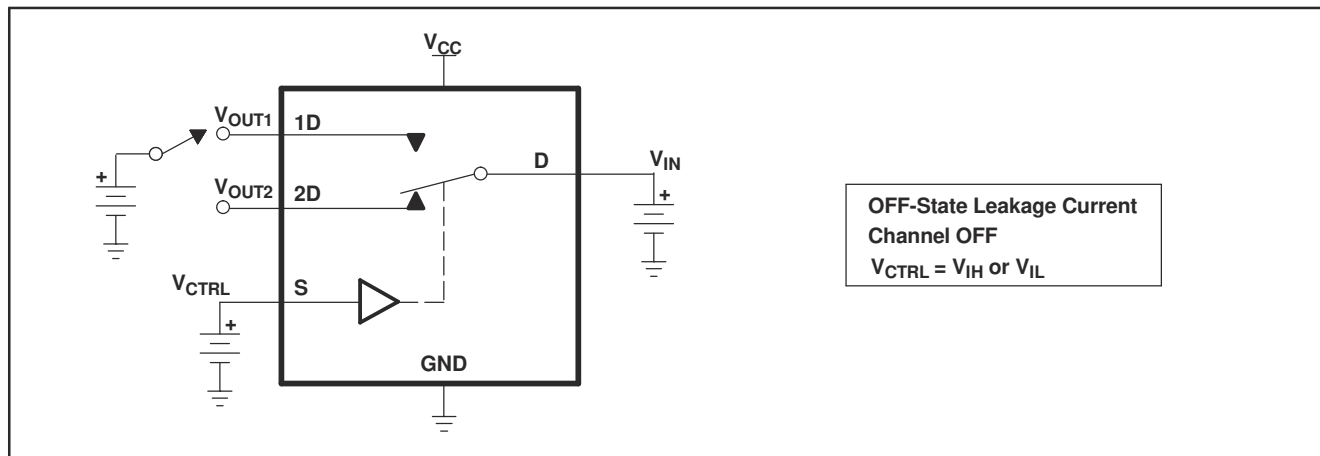 VCC
VOUT1 1D
D VIN
+
VOUT2 2D
+
OFF-State Leakage Current
Channel OFF
VCTRL = VIH or VIL
VCTRL S
+
GND